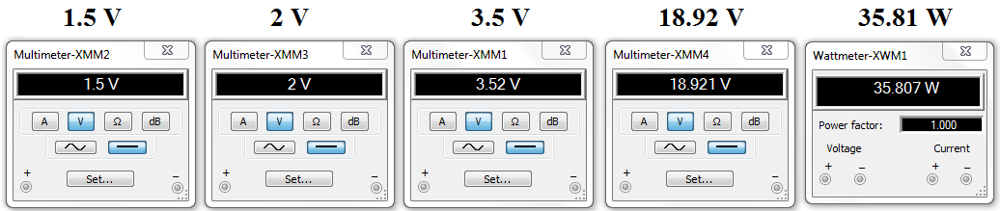 1.5 V 2 V 3.5 V 18.92 V 35.81 W
Multimeter-XMM2 Multimeter-XMM3 Multimeter-XMM1 Multimeter-XMM4 Wattmeter-XWM1
1.5 V 2 V 3.52 V 18.921 V 35.807 W
A V Ω dB A V Ω dB A V Ω dB A V Ω dB Power factor: 1.000
Voltage Current
+ Set... − + Set... − + Set... − + Set... − + − + −